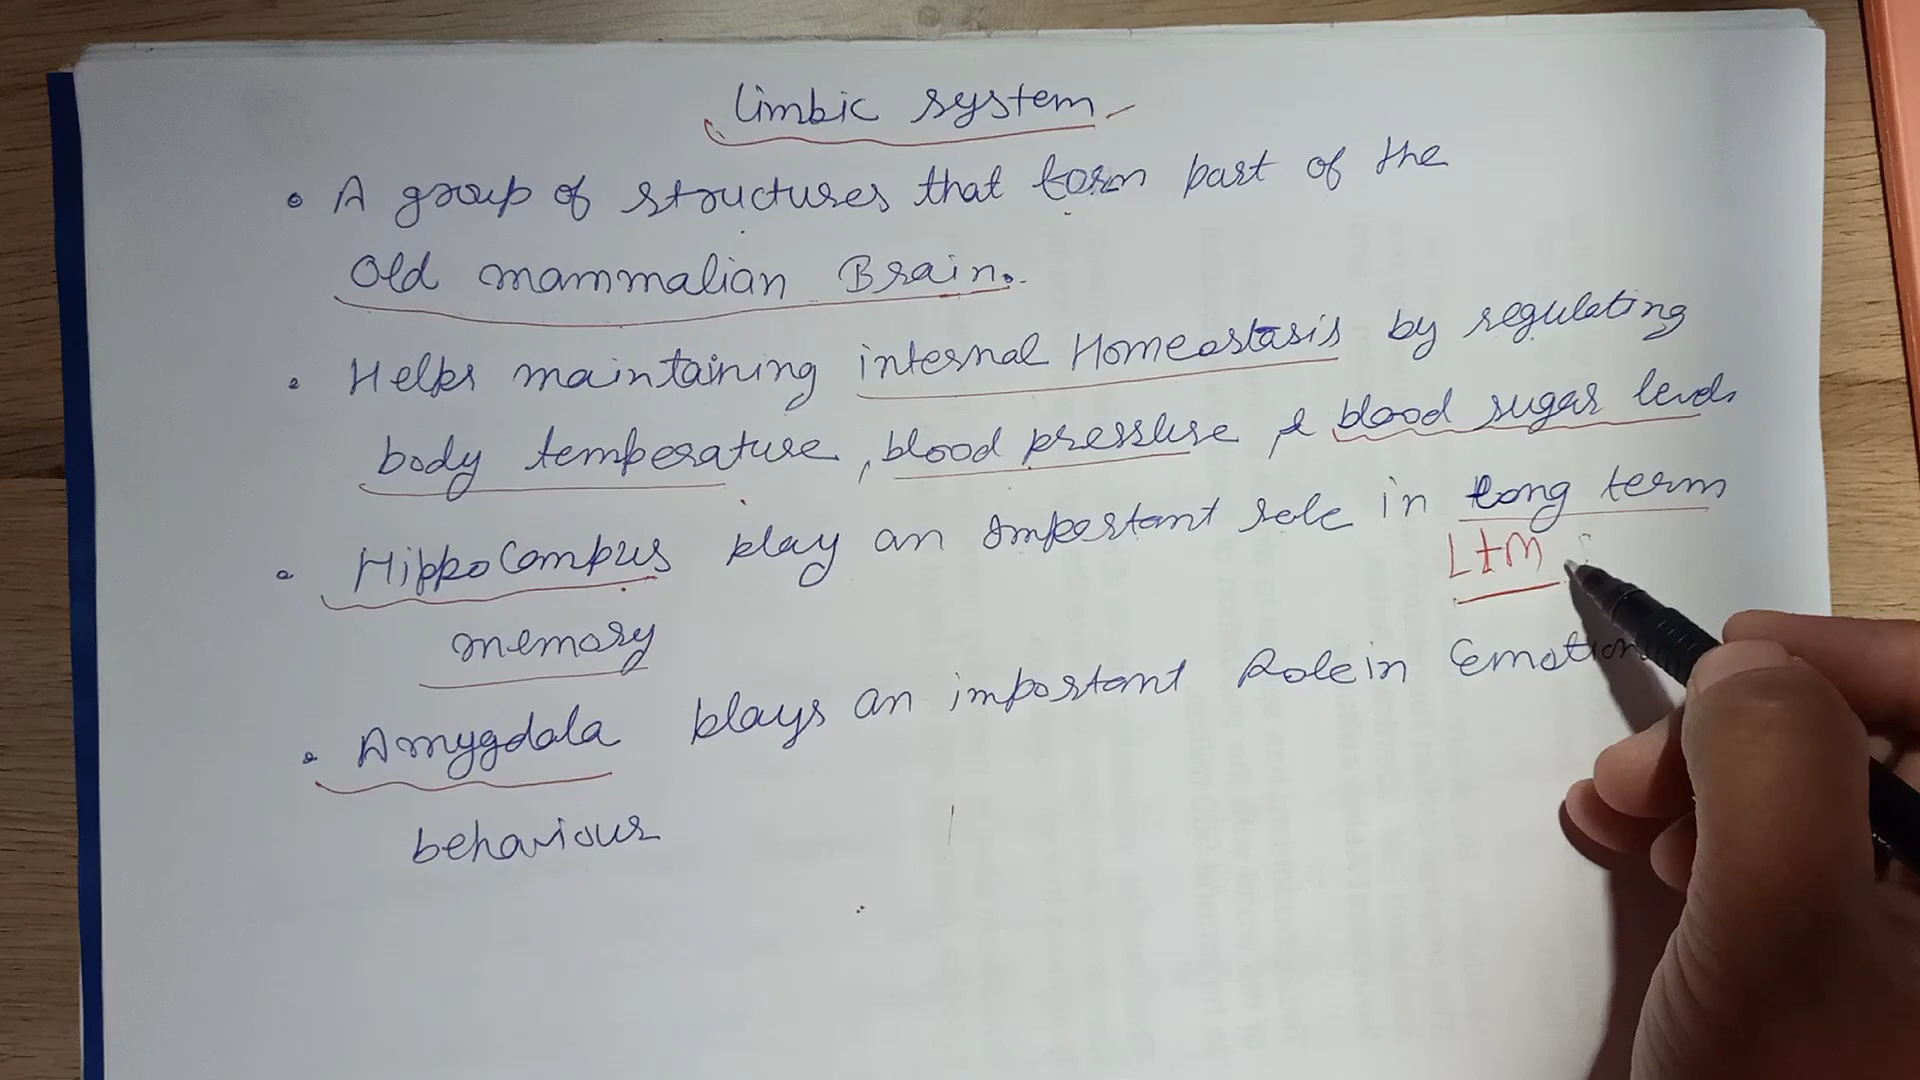 Limbic system
• A group of structures that form part of the
Old mammalian Brain.
• Helps maintaining internal Homeostasis by regulating
body temperature, blood pressure, & blood sugar levels
• Hippocampus play an Important role in long term
LTM
memory
• Amygdala plays an important Role in Emotion
behaviour